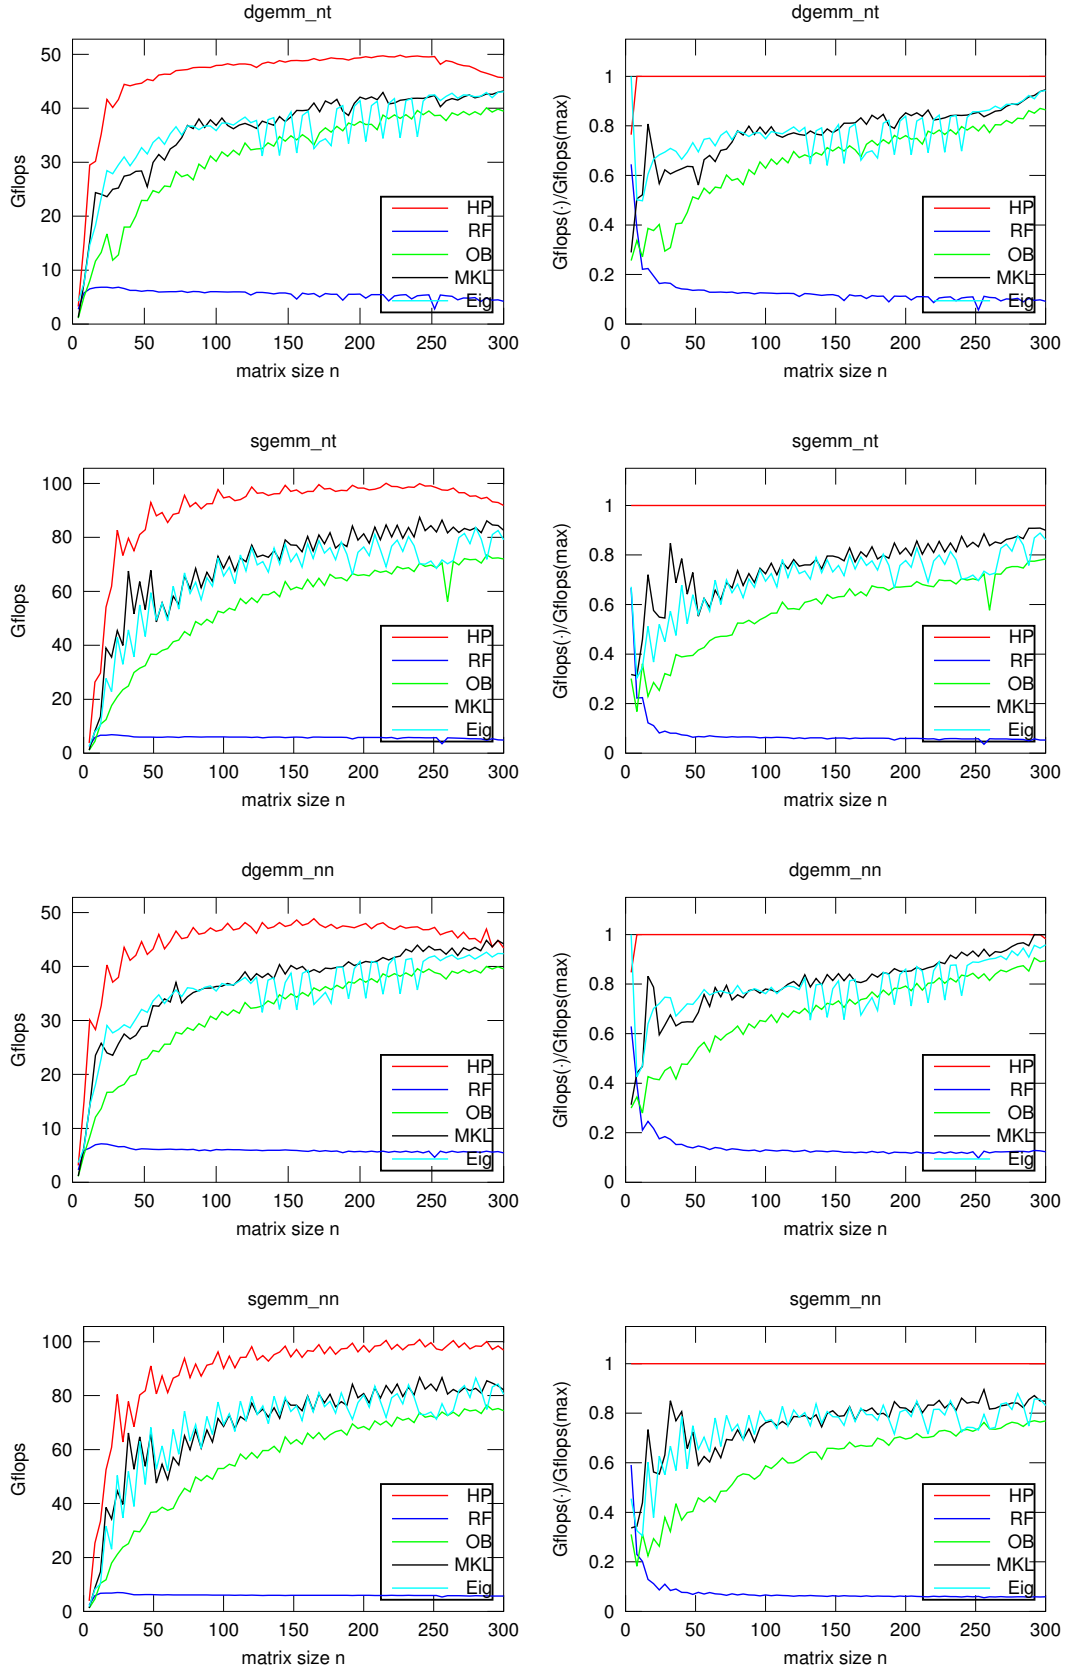 dgemm_nt
50
40
30
20
10
0
Gflops
0 50 100 150 200 250 300
matrix size n
HP
RF
OB
MKL
Eig
dgemm_nt
1
0.8
0.6
0.4
0.2
0
Gflops(·)/Gflops(max)
0 50 100 150 200 250 300
matrix size n
HP
RF
OB
MKL
Eig
sgemm_nt
100
80
60
40
20
0
Gflops
0 50 100 150 200 250 300
matrix size n
HP
RF
OB
MKL
Eig
sgemm_nt
1
0.8
0.6
0.4
0.2
0
Gflops(·)/Gflops(max)
0 50 100 150 200 250 300
matrix size n
HP
RF
OB
MKL
Eig
dgemm_nn
50
40
30
20
10
0
Gflops
0 50 100 150 200 250 300
matrix size n
HP
RF
OB
MKL
Eig
dgemm_nn
1
0.8
0.6
0.4
0.2
0
Gflops(·)/Gflops(max)
0 50 100 150 200 250 300
matrix size n
HP
RF
OB
MKL
Eig
sgemm_nn
100
80
60
40
20
0
Gflops
0 50 100 150 200 250 300
matrix size n
HP
RF
OB
MKL
Eig
sgemm_nn
1
0.8
0.6
0.4
0.2
0
Gflops(·)/Gflops(max)
0 50 100 150 200 250 300
matrix size n
HP
RF
OB
MKL
Eig